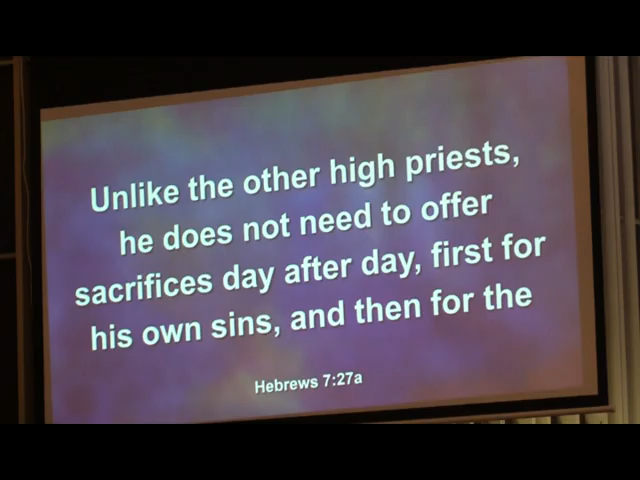 Unlike the other high priests,
he does not need to offer
sacrifices day after day, first for
his own sins, and then for the
Hebrews 7:27a